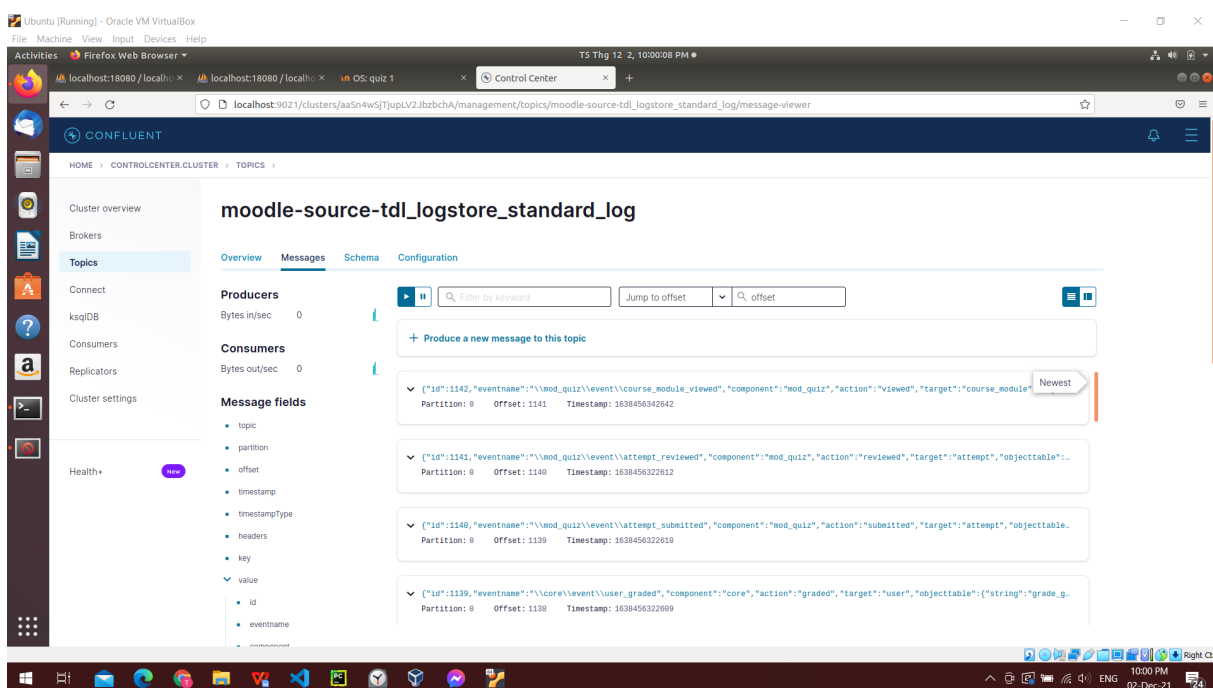 Ubuntu [Running] - Oracle VM VirtualBox
File Machine View Input Devices Help
Activities Firefox Web Browser T5 Thg 12 2, 10:00:08 PM
localhost:18080 / localho localhost:18080 / localho OS: quiz 1 Control Center
localhost:9021/clusters/aaSn4wSjTjupLV2JbzbchA/management/topics/moodle-source-tdl_logstore_standard_log/message-viewer
CONFLUENT
HOME > CONTROLCENTER.CLUSTER > TOPICS >
Cluster overview
Brokers
Topics
Connect
ksqlDB
Consumers
Replicators
Cluster settings
Health+ New
moodle-source-tdl_logstore_standard_log
Overview Messages Schema Configuration
Producers
Bytes in/sec 0
Consumers
Bytes out/sec 0
Message fields
topic
partition
offset
timestamp
timestampType
headers
key
value
id
eventname
component
Filter by keyword Jump to offset offset
+ Produce a new message to this topic
Newest
{"id":1142,"eventname":"\\mod_quiz\\event\\course_module_viewed","component":"mod_quiz","action":"viewed","target":"course_module"
Partition: 0 Offset: 1141 Timestamp: 1638456342642
{"id":1141,"eventname":"\\mod_quiz\\event\\attempt_reviewed","component":"mod_quiz","action":"reviewed","target":"attempt","objecttable":…
Partition: 0 Offset: 1140 Timestamp: 1638456322612
{"id":1140,"eventname":"\\mod_quiz\\event\\attempt_submitted","component":"mod_quiz","action":"submitted","target":"attempt","objecttable…
Partition: 0 Offset: 1139 Timestamp: 1638456322610
{"id":1139,"eventname":"\\core\\event\\user_graded","component":"core","action":"graded","target":"user","objecttable":{"string":"grade_g…
Partition: 0 Offset: 1138 Timestamp: 1638456322609
Right Ct
ENG 10:00 PM
02-Dec-21
24